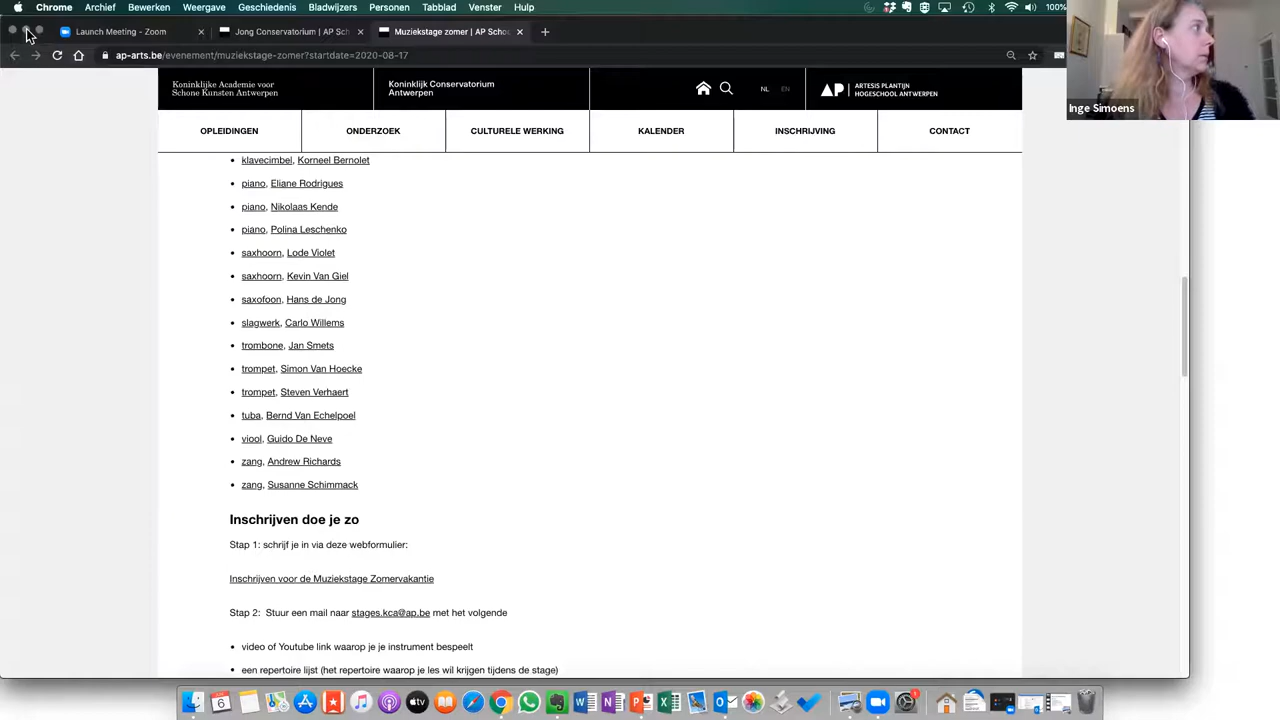 Chrome Archief Bewerk Weergave Geschiedenis Bladwijzers Personen Tabblad Venster Help
100%
Launch Meeting - Zoom
Jong Conservatorium | AP Sch
Muziekstage zomer | AP Scho
ap-arts.be/evenement/muziekstage-zomer?startdate=2020-08-17
Inge Simoens
Koninklijke Academie voor
Schone Kunsten Antwerpen
Koninklijk Conservatorium
Antwerpen
NL EN
AP ARTESIS PLANTIJN
HOGESCHOOL ANTWERPEN
OPLEIDINGEN ONDERZOEK CULTURELE WERKING KALENDER INSCHRIJVING CONTACT
• klavecimbel, Korneel Bernolet
• piano, Eliane Rodrigues
• piano, Nikolaas Kende
• piano, Polina Leschenko
• saxhoorn, Lode Violet
• saxhoorn, Kevin Van Giel
• saxofoon, Hans de Jong
• slagwerk, Carlo Willems
• trombone, Jan Smets
• trompet, Simon Van Hoecke
• trompet, Steven Verhaert
• tuba, Bernd Van Echelpoel
• viool, Guido De Neve
• zang, Andrew Richards
• zang, Susanne Schimmack
Inschrijven doe je zo
Stap 1: schrijf je in via deze webformulier:
Inschrijven voor de Muziekstage Zomervakantie
Stap 2: Stuur een mail naar stages.kca@ap.be met het volgende
• video of Youtube link waarop je je instrument bespeelt
• een repertoire lijst (het repertoire waarop je les wil krijgen tijdens de stage)
6
tv